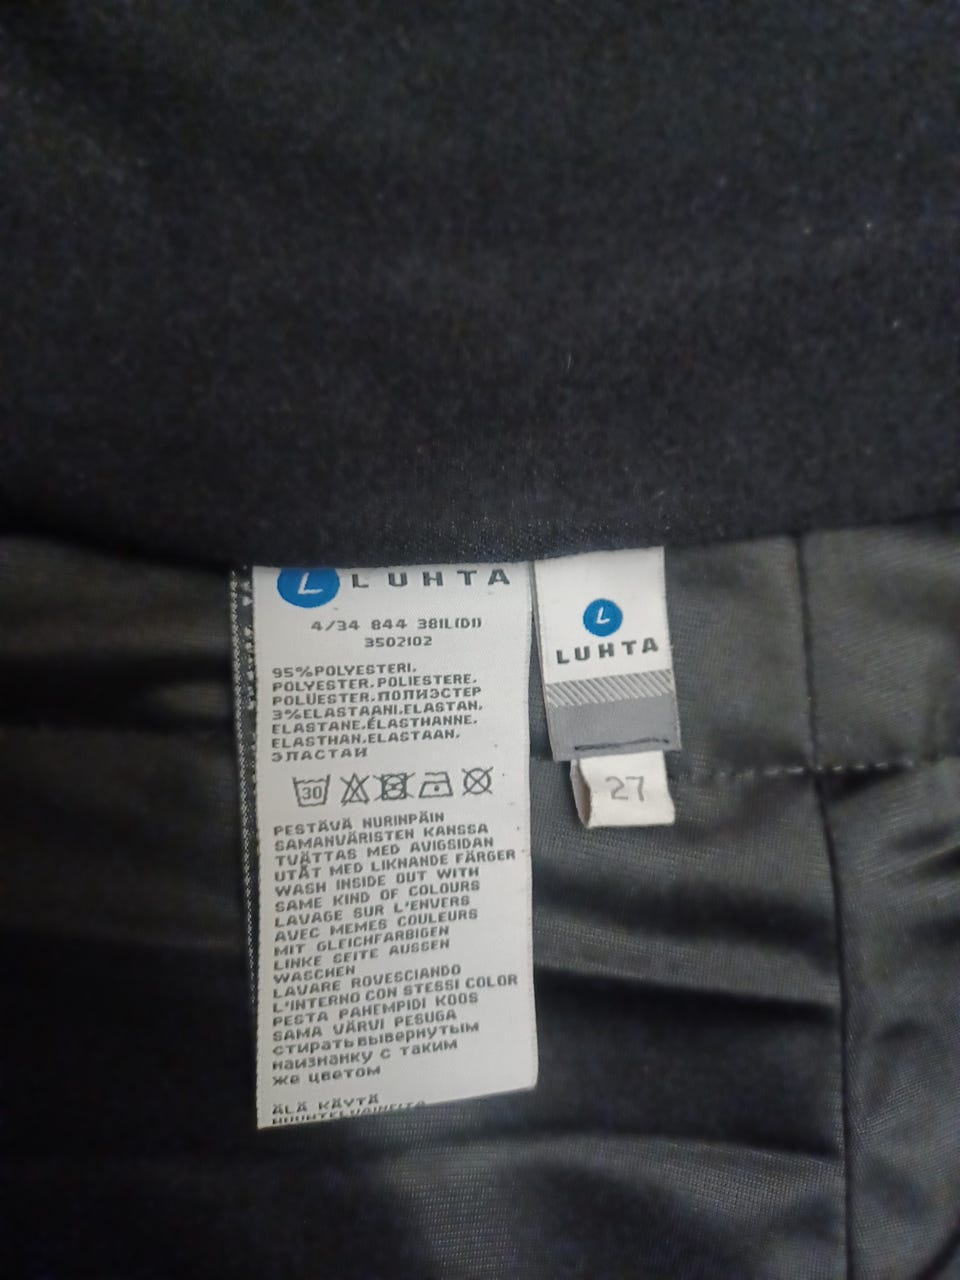 L LUHTA
4/34 844 381L(D1)
3502102
95%POLYESTERI,
POLYESTER,POLIESTERE,
POLÜESTER,ПОЛИЭСТЕР
3%ELASTAANI,ELASTAN,
ELASTANE,ÉLASTHANNE,
ELASTHAN,ELASTAAN,
ЭЛАСТАН
30
PESTÄVÄ NURINPÄIN
SAMANVÄRISTEN KANSSA
TVÄTTAS MED AVIGSIDAN
UTÅT MED LIKNANDE FÄRGER
WASH INSIDE OUT WITH
SAME KIND OF COLOURS
LAVAGE SUR L'ENVERS
AVEC MEMES COULEURS
MIT GLEICHFARBIGEN
LINKE SEITE AUSSEN
WASCHEN
LAVARE ROVESCIANDO
L'INTERNO CON STESSI COLOR
PESTA PAHEMPIDI KOOS
SAMA VÄRVI PESUGA
стирать вывернутым
наизнанку с таким
же цветом
ÄLÄ KÄYTÄ
L
LUHTA
27